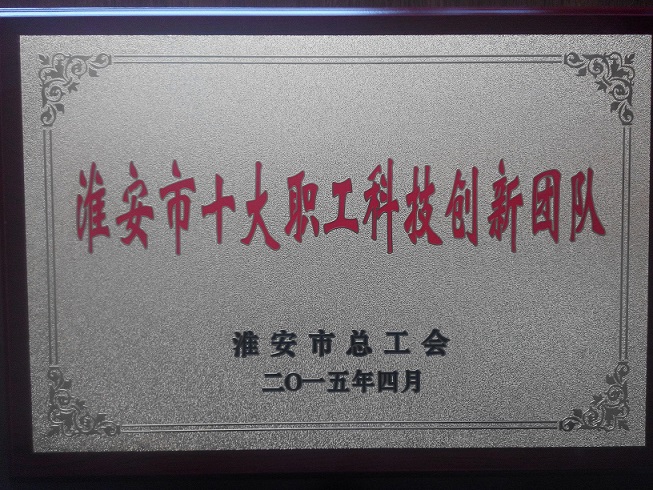 淮安市十大职工科技创新团队
淮安市总工会
二〇一五年四月